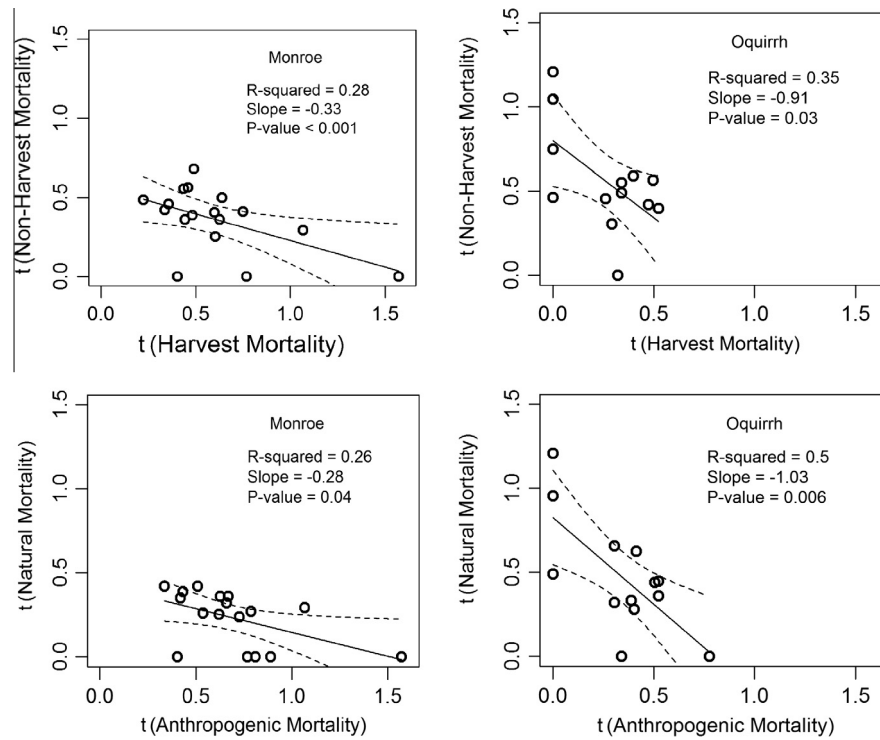 Monroe
R-squared = 0.28
Slope = -0.33
P-value < 0.001
t (Non-Harvest Mortality)
0.0 0.5 1.0 1.5
0.0 0.5 1.0 1.5
t (Harvest Mortality)
Oquirrh
R-squared = 0.35
Slope = -0.91
P-value = 0.03
t (Non-Harvest Mortality)
0.0 0.5 1.0 1.5
0.0 0.5 1.0 1.5
t (Harvest Mortality)
Monroe
R-squared = 0.26
Slope = -0.28
P-value = 0.04
t (Natural Mortality)
0.0 0.5 1.0 1.5
0.0 0.5 1.0 1.5
t (Anthropogenic Mortality)
Oquirrh
R-squared = 0.5
Slope = -1.03
P-value = 0.006
t (Natural Mortality)
0.0 0.5 1.0 1.5
0.0 0.5 1.0 1.5
t (Anthropogenic Mortality)